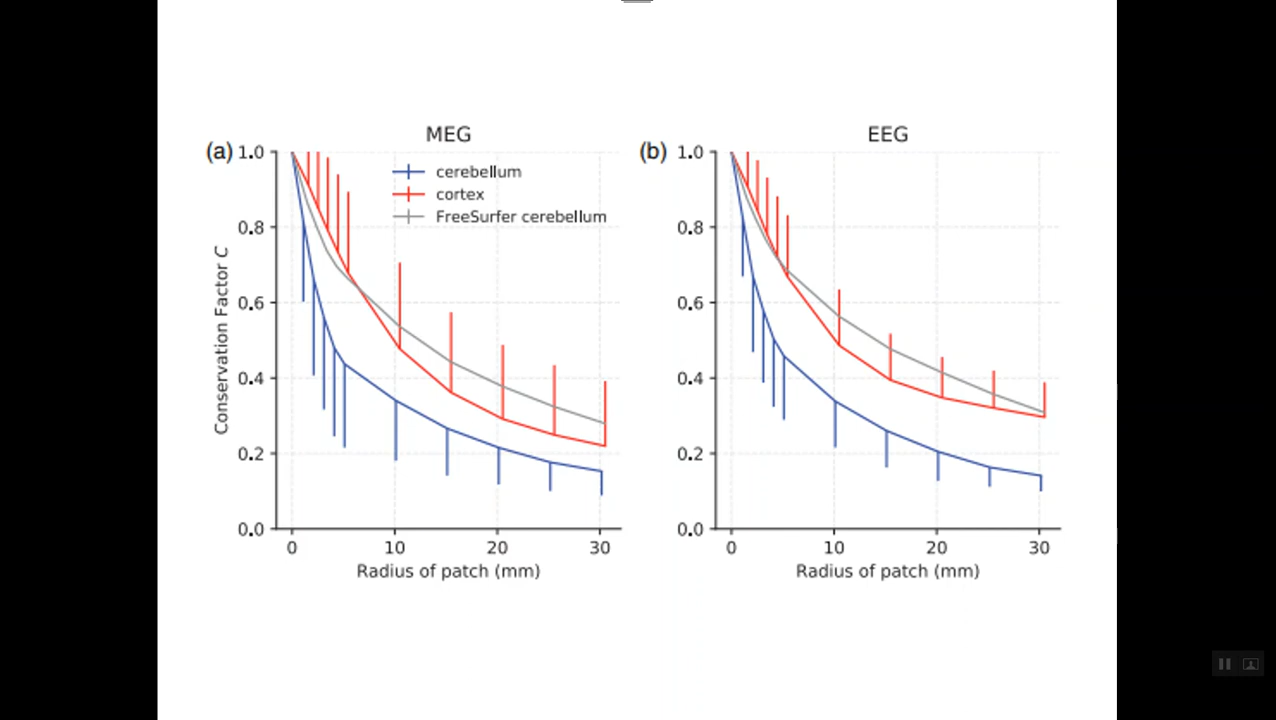 MEG
(a)
1.0
0.8
0.6
0.4
0.2
0.0
Conservation Factor C
cerebellum
cortex
FreeSurfer cerebellum
0 10 20 30
Radius of patch (mm)
EEG
(b)
1.0
0.8
0.6
0.4
0.2
0.0
0 10 20 30
Radius of patch (mm)